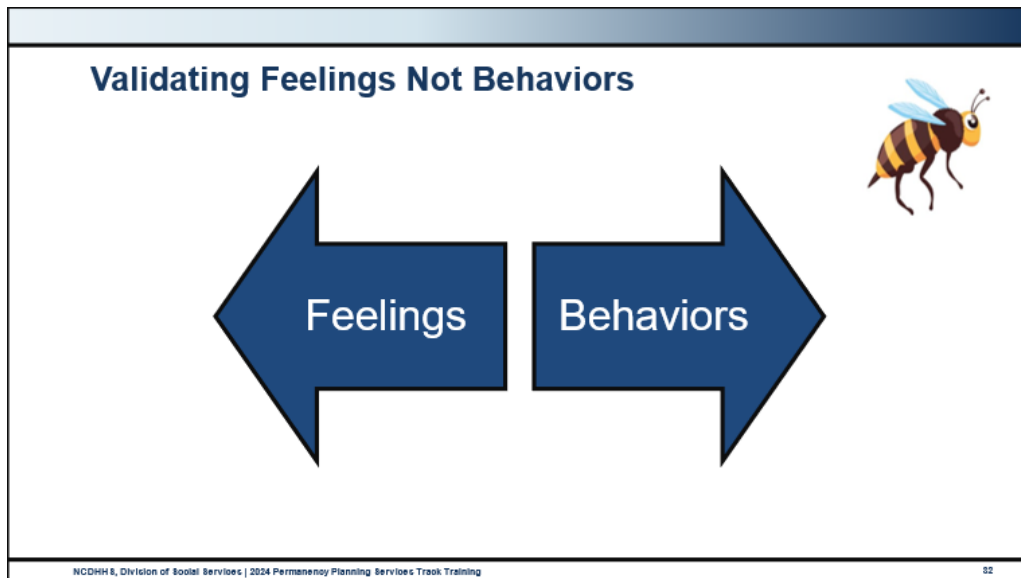 Validating Feelings Not Behaviors
Feelings
Behaviors
NCDHHS, Division of Social Services | 2024 Permanency Planning Services Track Training
32